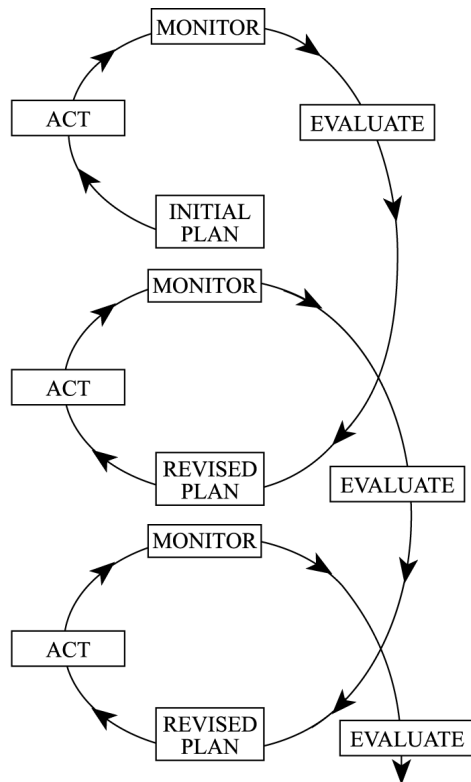 MONITOR
ACT
EVALUATE
INITIAL
PLAN
MONITOR
ACT
REVISED
PLAN
EVALUATE
MONITOR
ACT
REVISED
PLAN
EVALUATE